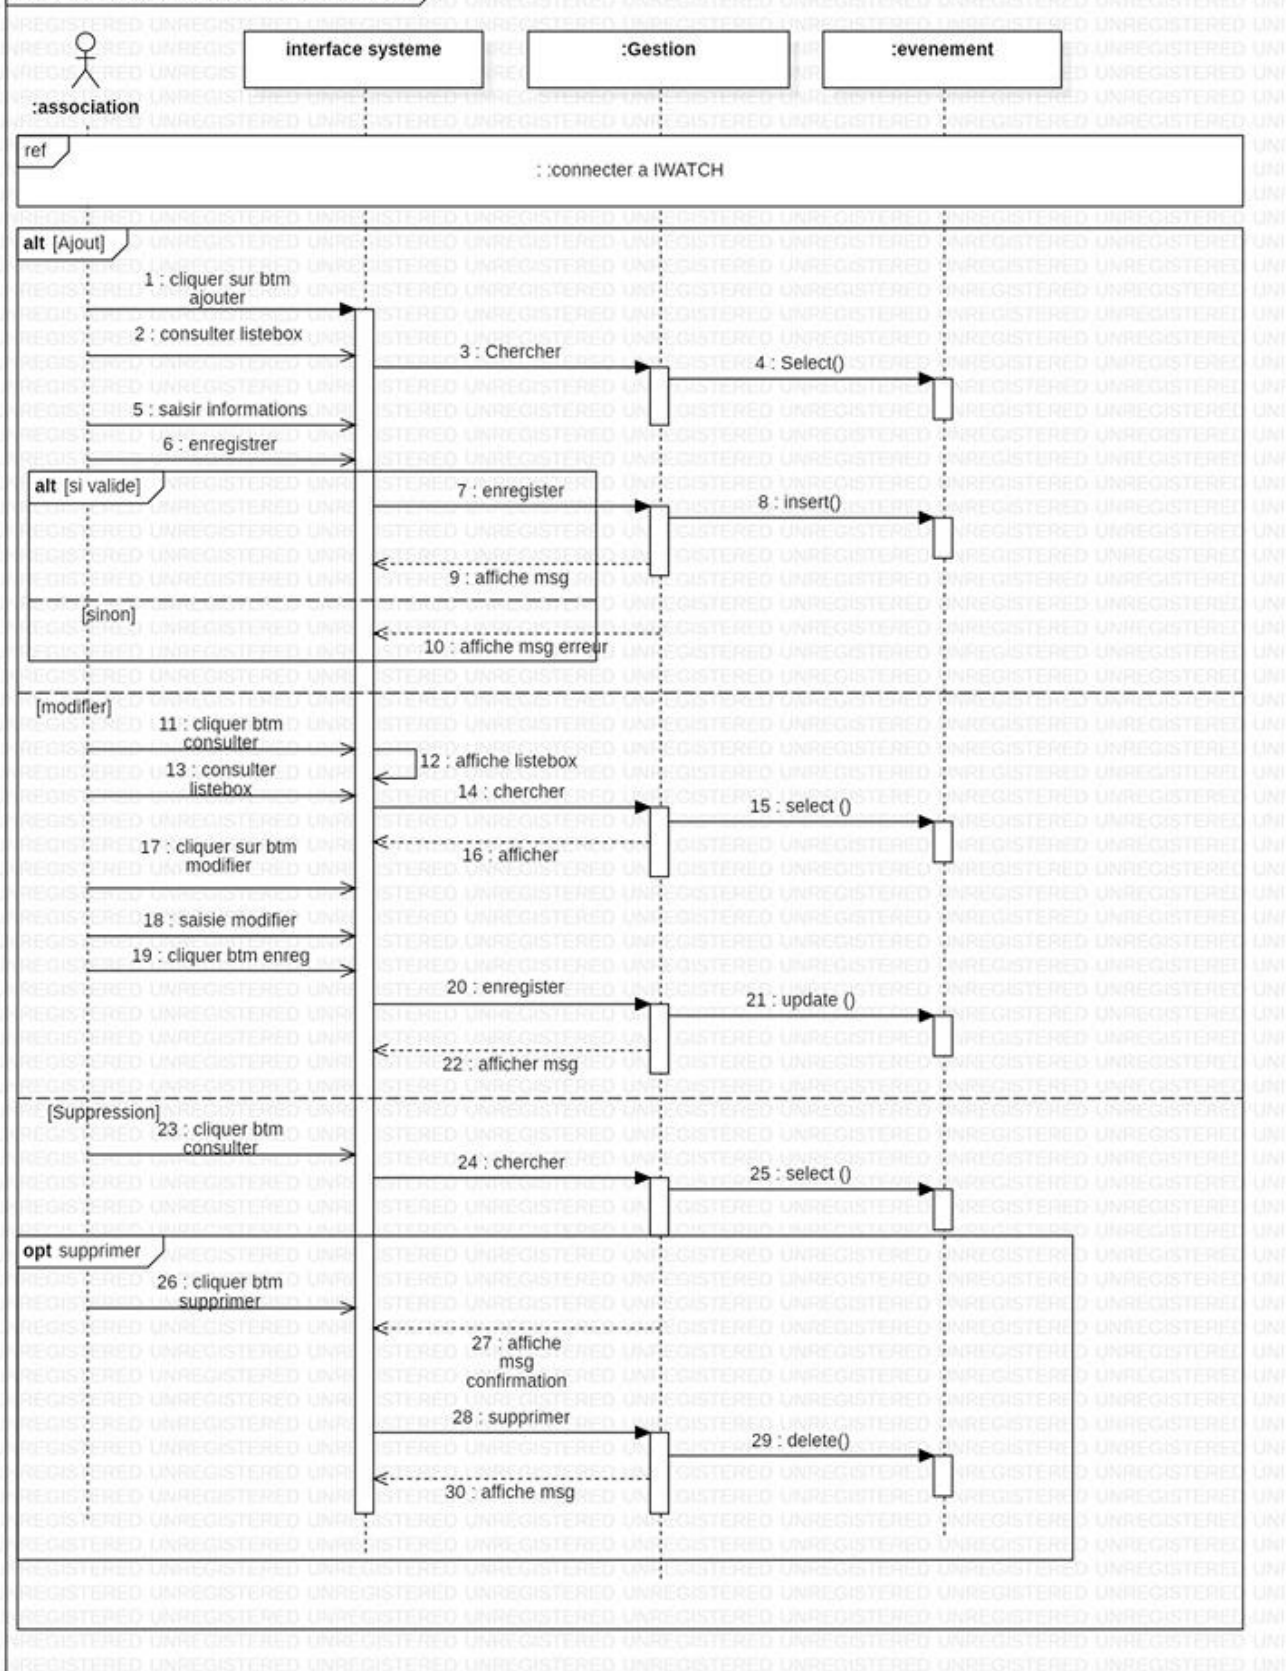 :association
interface systeme
:Gestion
:evenement
ref
: :connecter a IWATCH
alt [Ajout]
1 : cliquer sur btm
ajouter
2 : consulter listebox
3 : Chercher
4 : Select()
5 : saisir informations
6 : enregistrer
alt [si valide]
7 : enregister
8 : insert()
9 : affiche msg
[sinon]
10 : affiche msg erreur
[modifier]
11 : cliquer btm
consulter
12 : affiche listebox
13 : consulter
listebox
14 : chercher
15 : select ()
16 : afficher
17 : cliquer sur btm
modifier
18 : saisie modifier
19 : cliquer btm enreg
20 : enregister
21 : update ()
22 : afficher msg
[Suppression]
23 : cliquer btm
consulter
24 : chercher
25 : select ()
opt supprimer
26 : cliquer btm
supprimer
27 : affiche
msg
confirmation
28 : supprimer
29 : delete()
30 : affiche msg
UNREGISTERED